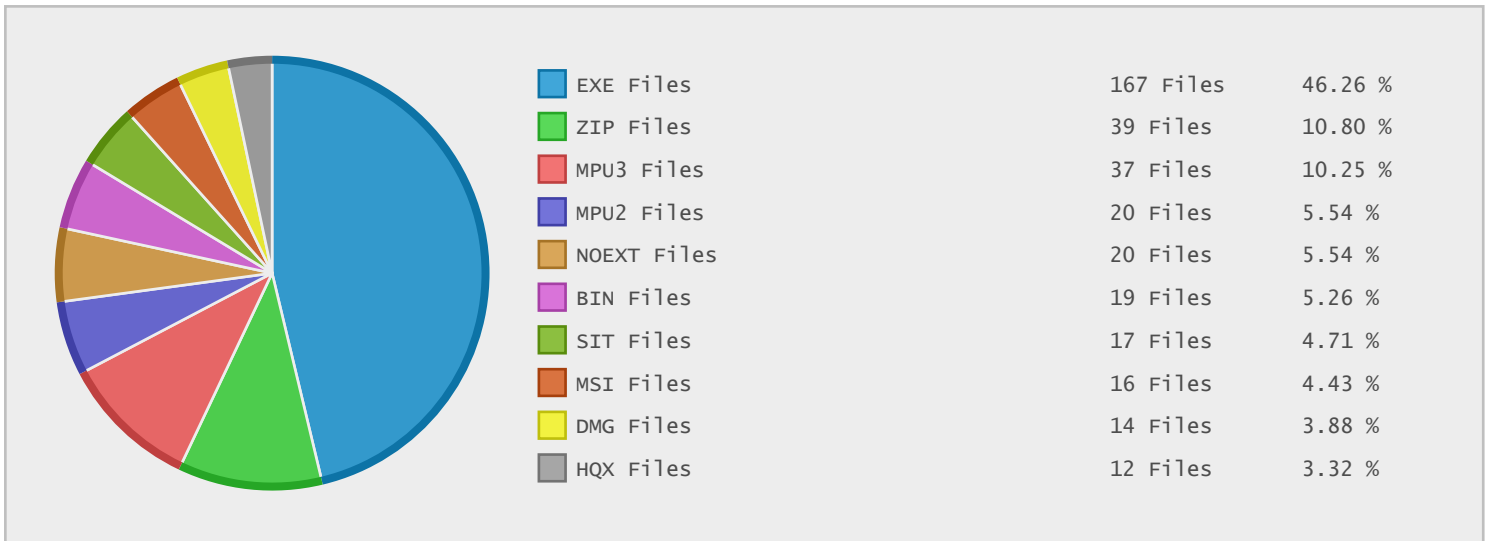 EXE Files 167 Files 46.26 %
ZIP Files 39 Files 10.80 %
MPU3 Files 37 Files 10.25 %
MPU2 Files 20 Files 5.54 %
NOEXT Files 20 Files 5.54 %
BIN Files 19 Files 5.26 %
SIT Files 17 Files 4.71 %
MSI Files 16 Files 4.43 %
DMG Files 14 Files 3.88 %
HQX Files 12 Files 3.32 %